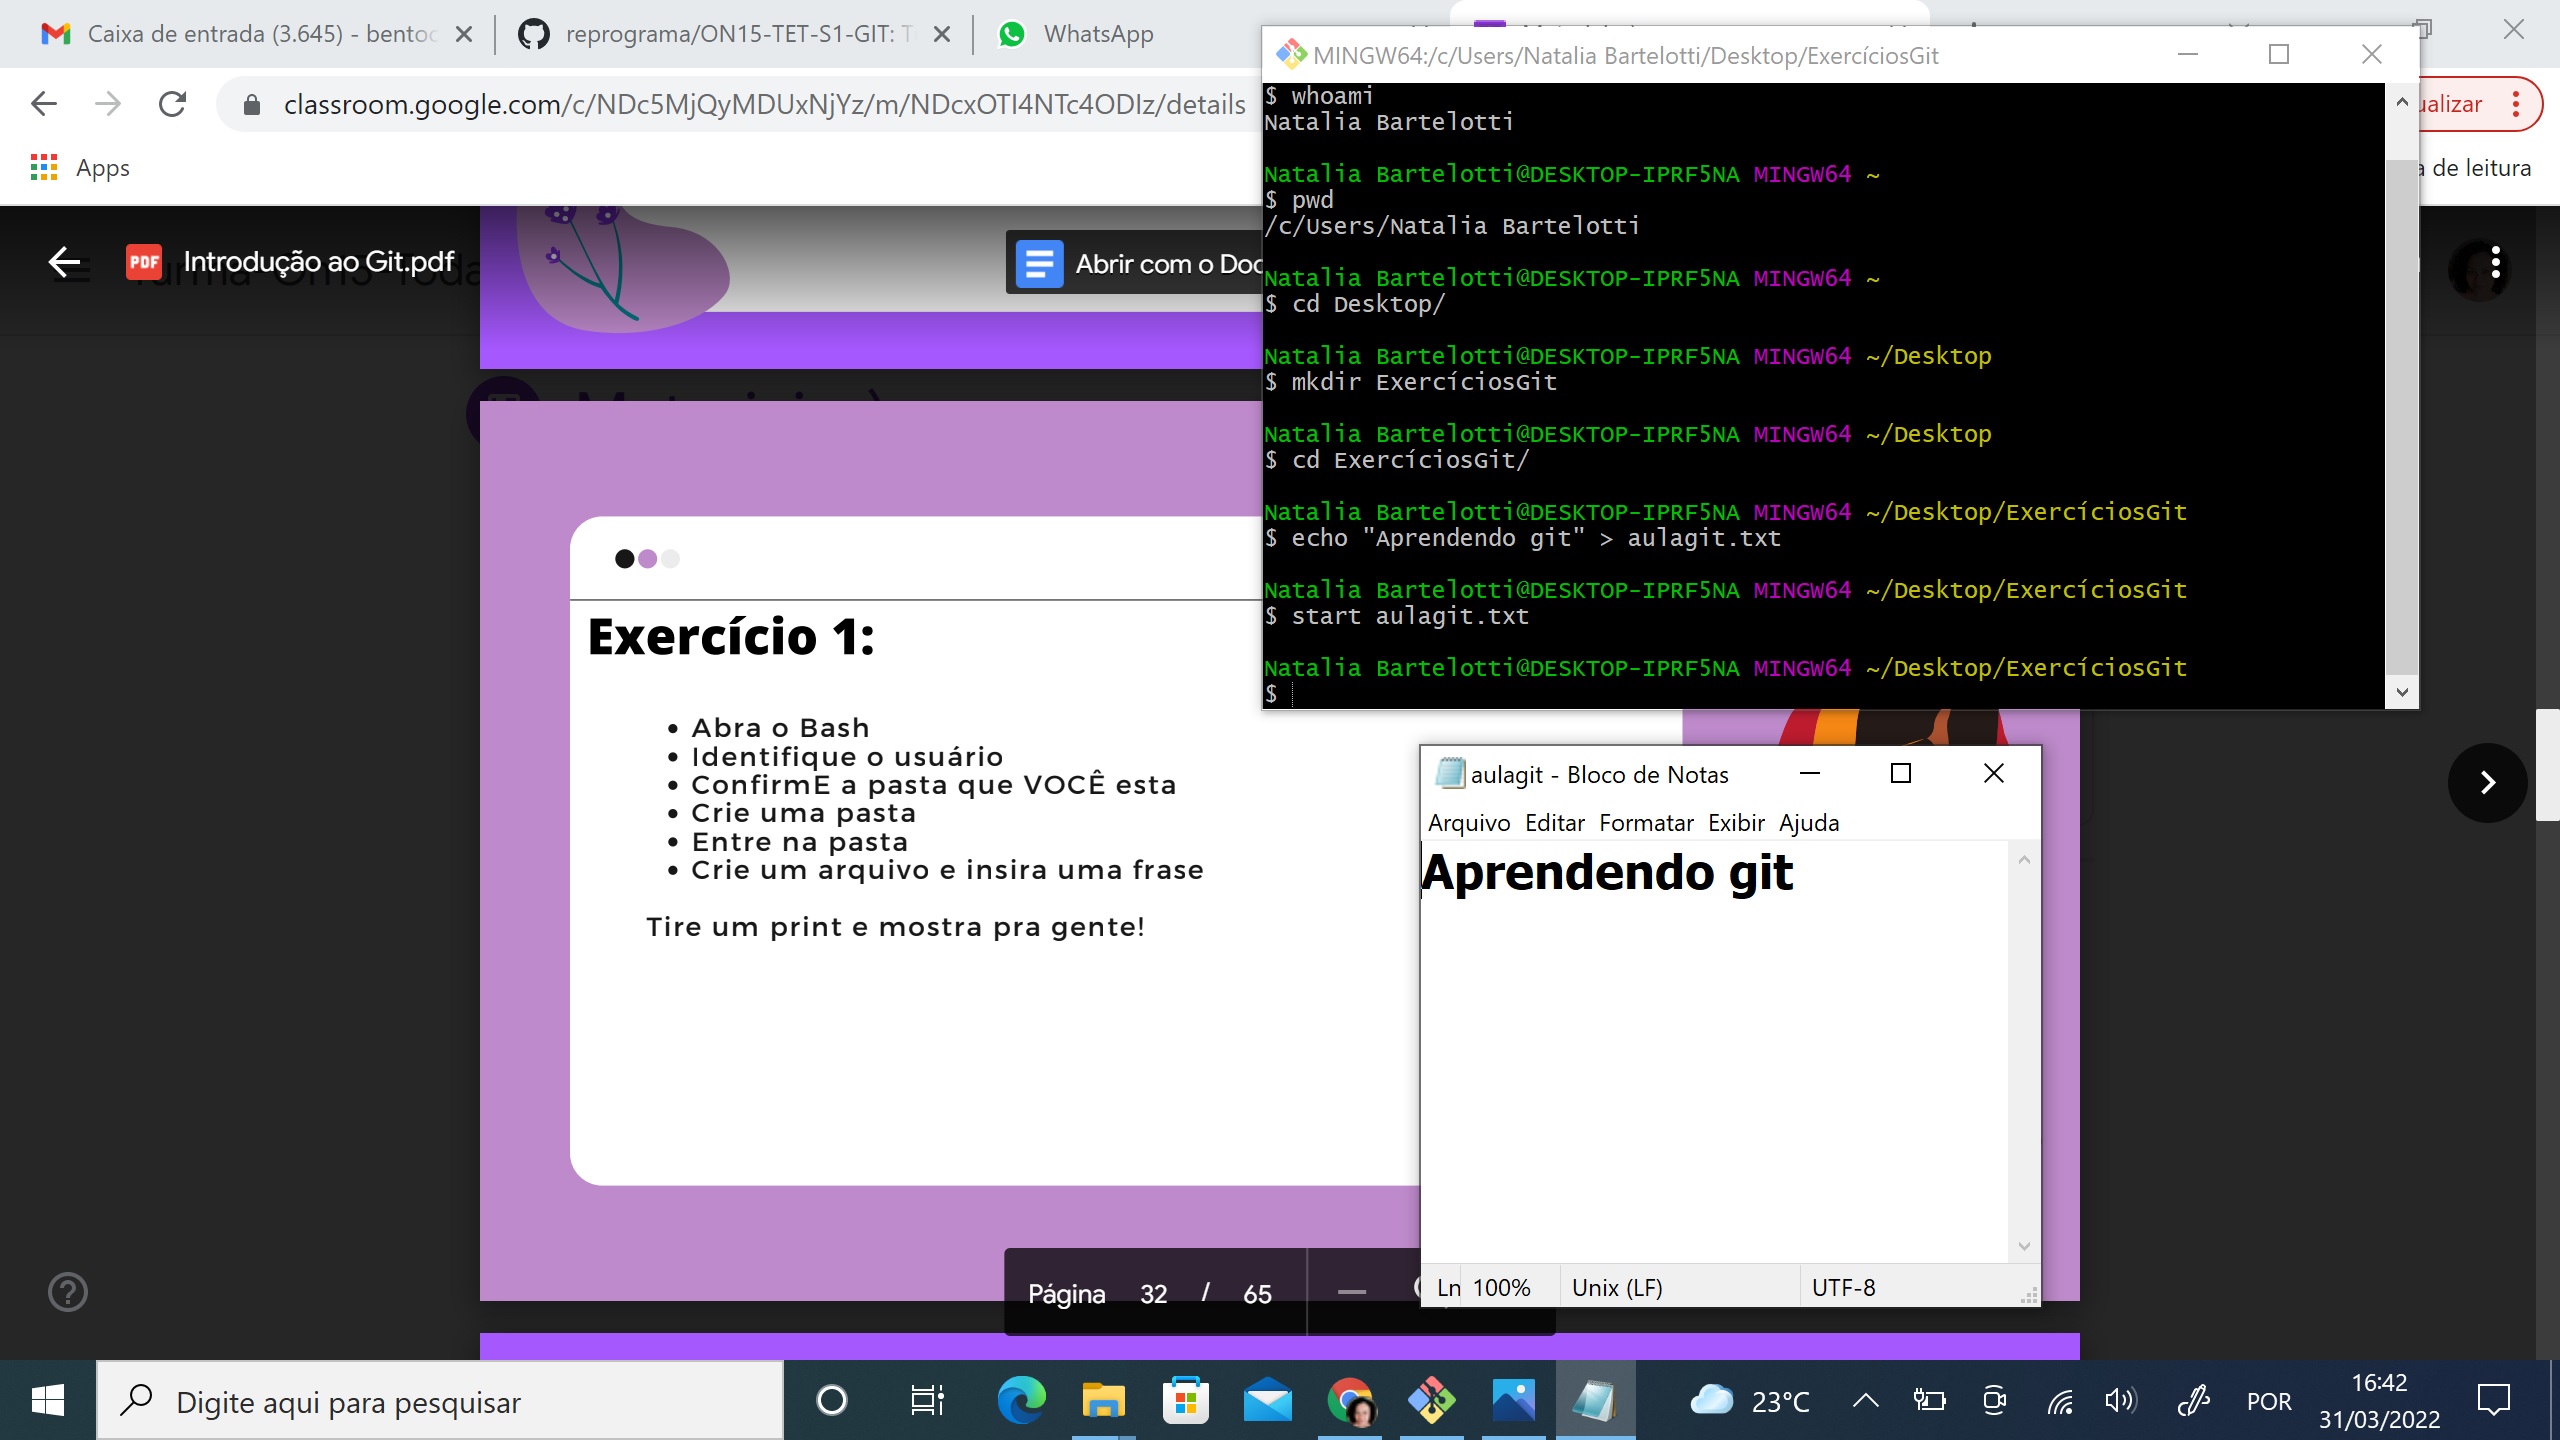 Caixa de entrada (3.645) - bentoc
reprograma/ON15-TET-S1-GIT: T
WhatsApp
classroom.google.com/c/NDc5MjQyMDUxNjYz/m/NDcxOTI4NTc4ODIz/details
ualizar
Apps
a de leitura
PDF Introdução ao Git.pdf
Abrir com o Doc
MINGW64:/c/Users/Natalia Bartelotti/Desktop/ExercíciosGit
$ whoami
Natalia Bartelotti
Natalia Bartelotti@DESKTOP-IPRF5NA MINGW64 ~
$ pwd
/c/Users/Natalia Bartelotti
Natalia Bartelotti@DESKTOP-IPRF5NA MINGW64 ~
$ cd Desktop/
Natalia Bartelotti@DESKTOP-IPRF5NA MINGW64 ~/Desktop
$ mkdir ExercíciosGit
Natalia Bartelotti@DESKTOP-IPRF5NA MINGW64 ~/Desktop
$ cd ExercíciosGit/
Natalia Bartelotti@DESKTOP-IPRF5NA MINGW64 ~/Desktop/ExercíciosGit
$ echo "Aprendendo git" > aulagit.txt
Natalia Bartelotti@DESKTOP-IPRF5NA MINGW64 ~/Desktop/ExercíciosGit
$ start aulagit.txt
Natalia Bartelotti@DESKTOP-IPRF5NA MINGW64 ~/Desktop/ExercíciosGit
$
Exercício 1:
• Abra o Bash
• Identifique o usuário
• ConfirmE a pasta que VOCÊ esta
• Crie uma pasta
• Entre na pasta
• Crie um arquivo e insira uma frase
Tire um print e mostra pra gente!
aulagit - Bloco de Notas
Arquivo Editar Formatar Exibir Ajuda
Aprendendo git
Ln 100% Unix (LF) UTF-8
Página 32 / 65
Digite aqui para pesquisar
23°C
POR
16:42
31/03/2022